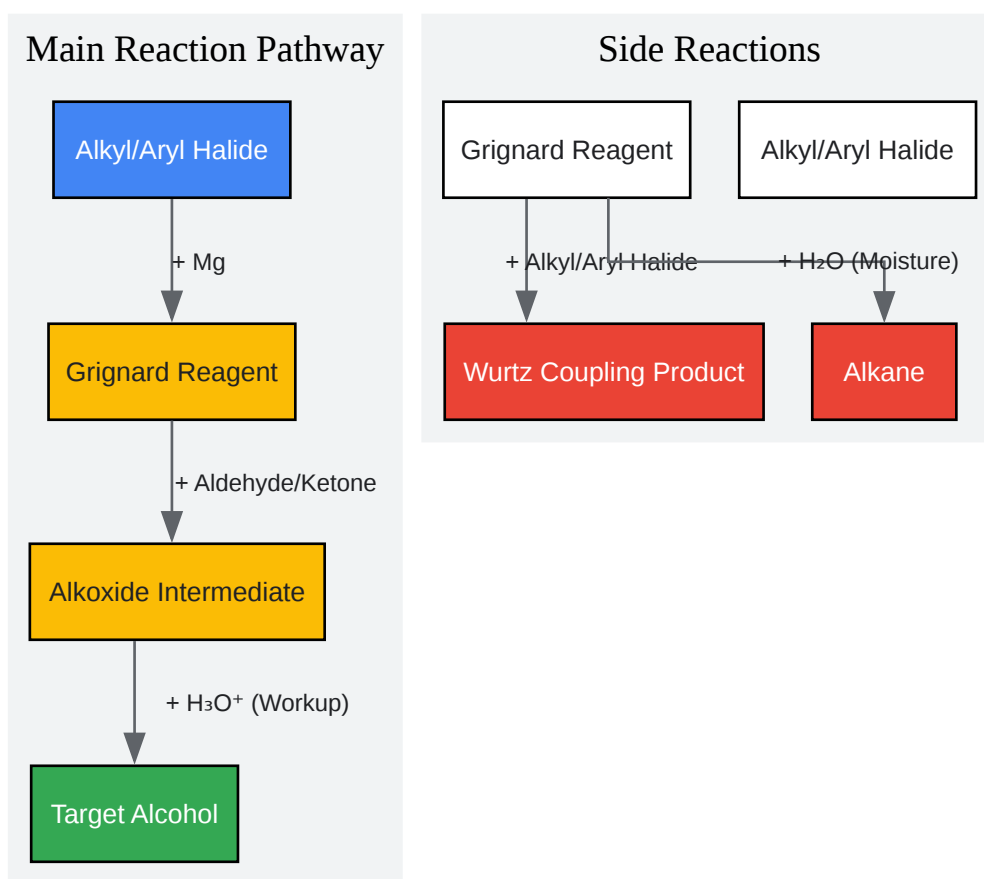 Main Reaction Pathway
Alkyl/Aryl Halide
+ Mg
Grignard Reagent
+ Aldehyde/Ketone
Alkoxide Intermediate
+ H₃O⁺ (Workup)
Target Alcohol
Side Reactions
Grignard Reagent
Alkyl/Aryl Halide
+ Alkyl/Aryl Halide
+ H₂O (Moisture)
Wurtz Coupling Product
Alkane